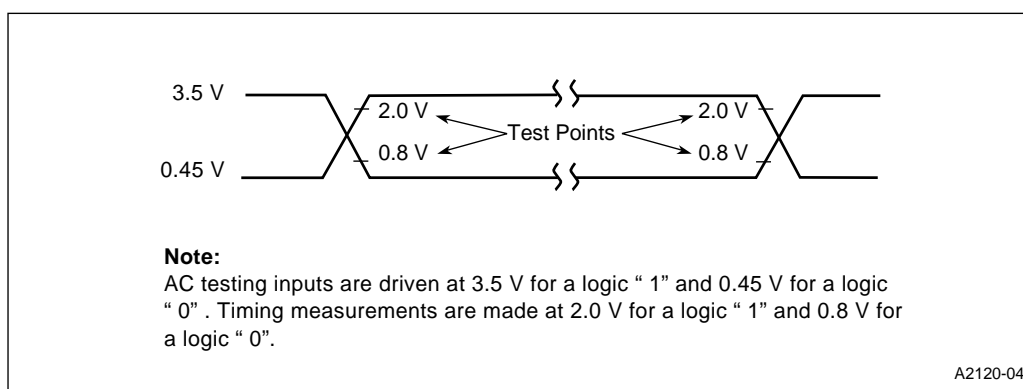 3.5 V
2.0 V
2.0 V
Test Points
0.8 V
0.8 V
0.45 V
Note:
AC testing inputs are driven at 3.5 V for a logic “ 1” and 0.45 V for a logic
“ 0” . Timing measurements are made at 2.0 V for a logic “ 1” and 0.8 V for
a logic “ 0”.
A2120-04